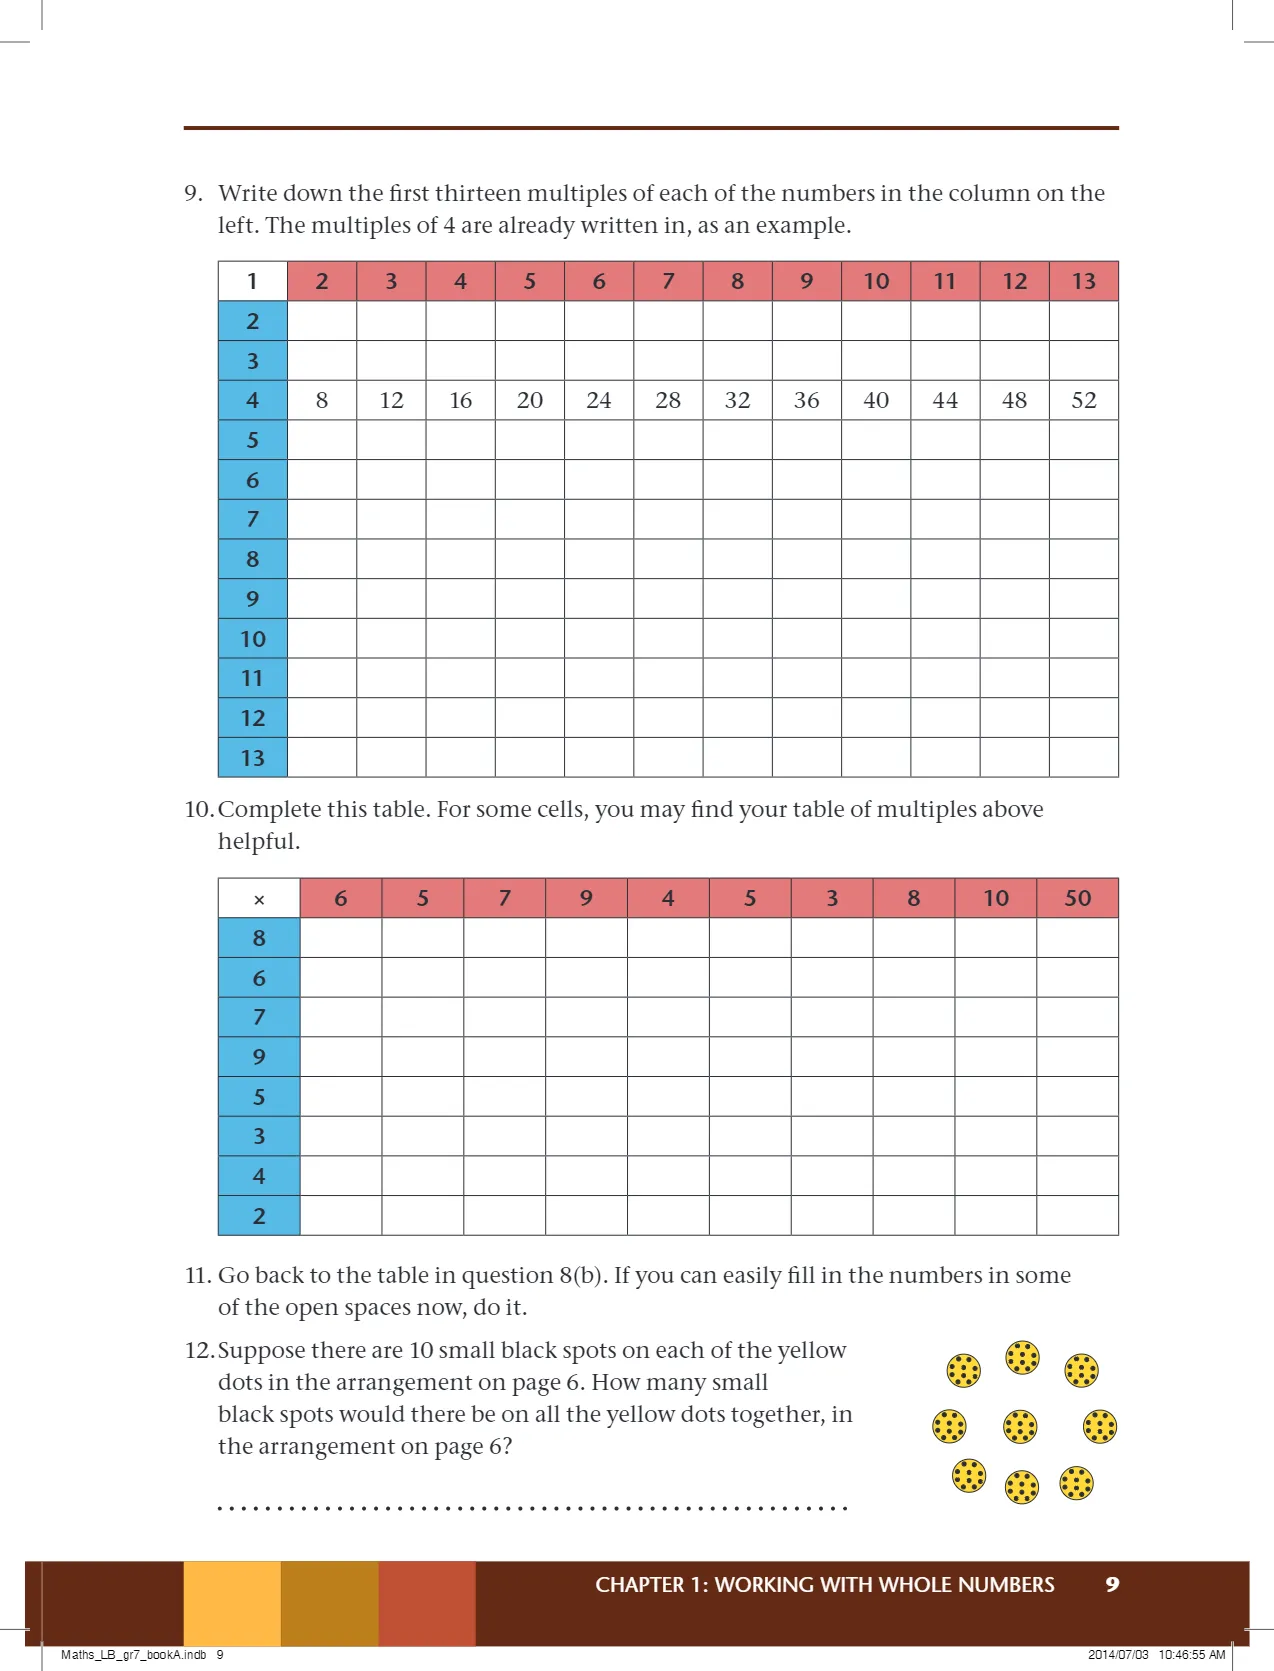 9. Write down the first thirteen multiples of each of the numbers in the column on the
left. The multiples of 4 are already written in, as an example.
1 2 3 4 5 6 7 8 9 10 11 12 13
2
3
4 8 12 16 20 24 28 32 36 40 44 48 52
5
6
7
8
9
10
11
12
13
10. Complete this table. For some cells, you may find your table of multiples above
helpful.
× 6 5 7 9 4 5 3 8 10 50
8
6
7
9
5
3
4
2
11. Go back to the table in question 8(b). If you can easily fill in the numbers in some
of the open spaces now, do it.
12. Suppose there are 10 small black spots on each of the yellow
dots in the arrangement on page 6. How many small
black spots would there be on all the yellow dots together, in
the arrangement on page 6?
CHAPTER 1: WORKING WITH WHOLE NUMBERS 9
Maths_LB_gr7_bookA.indb 9 2014/07/03 10:46:55 AM